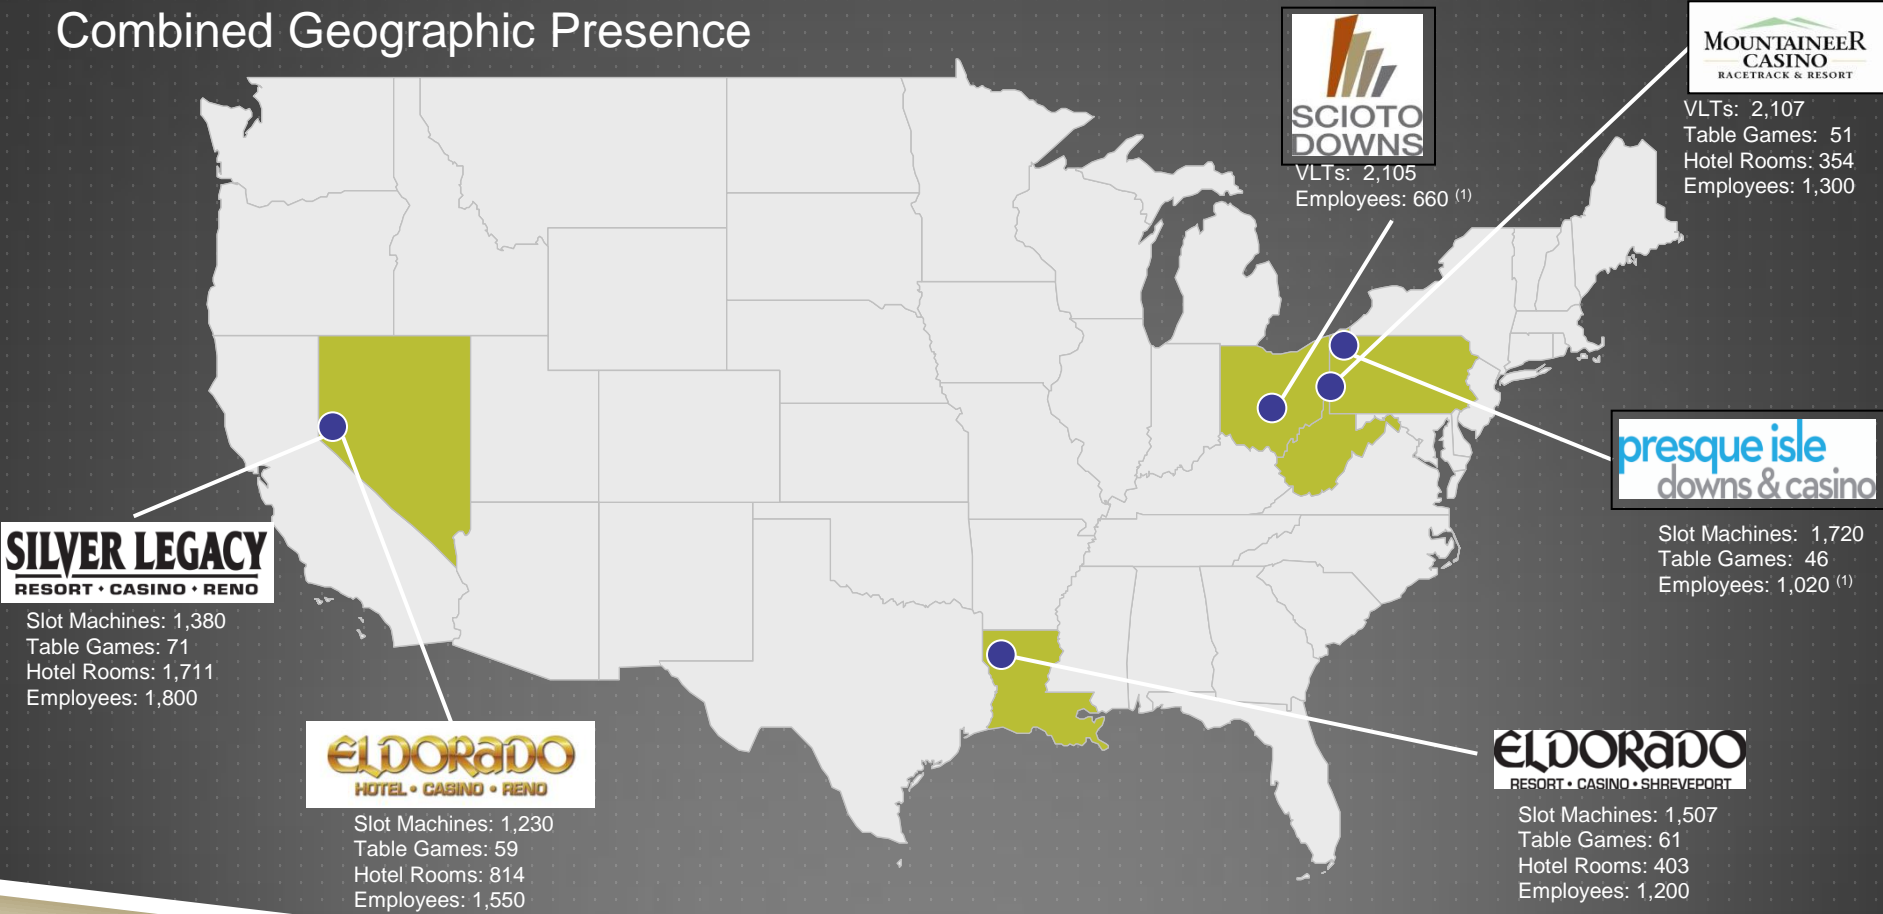 Combined Geographic Presence
SCIOTO
DOWNS
VLTs: 2,105
Employees: 660 (1)
MOUNTAINEER
CASINO
RACETRACK & RESORT
VLTs: 2,107
Table Games: 51
Hotel Rooms: 354
Employees: 1,300
presque isle
downs & casino
Slot Machines: 1,720
Table Games: 46
Employees: 1,020 (1)
SILVER LEGACY
RESORT • CASINO • RENO
Slot Machines: 1,380
Table Games: 71
Hotel Rooms: 1,711
Employees: 1,800
ELDORADO
HOTEL • CASINO • RENO
Slot Machines: 1,230
Table Games: 59
Hotel Rooms: 814
Employees: 1,550
ELDORADO
RESORT • CASINO • SHREVEPORT
Slot Machines: 1,507
Table Games: 61
Hotel Rooms: 403
Employees: 1,200